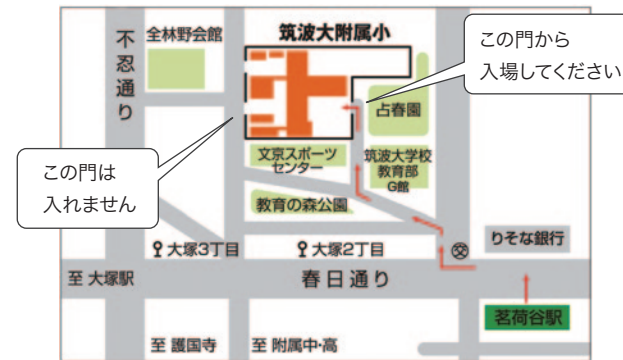 不忍通り
全林野会館
筑波大附属小
この門から
入場してください
占春園
文京スポーツ
センター
筑波大学校
教育部
G館
この門は
入れません
教育の森公園
大塚3丁目
大塚2丁目
りそな銀行
至 大塚駅
春日通り
茗荷谷駅
至 護国寺
至 附属中・高